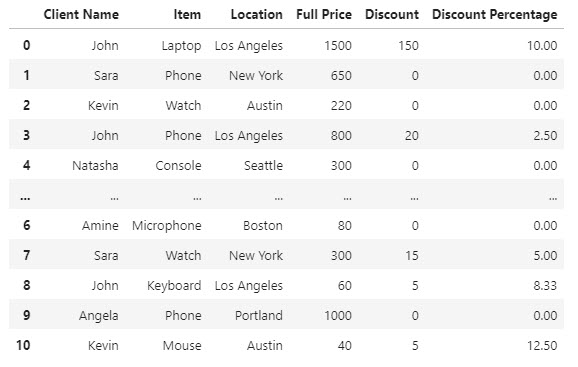 Client Name Item Location Full Price Discount Discount Percentage
0 John Laptop Los Angeles 1500 150 10.00
1 Sara Phone New York 650 0 0.00
2 Kevin Watch Austin 220 0 0.00
3 John Phone Los Angeles 800 20 2.50
4 Natasha Console Seattle 300 0 0.00
... ... ... ... ... ... ...
6 Amine Microphone Boston 80 0 0.00
7 Sara Watch New York 300 15 5.00
8 John Keyboard Los Angeles 60 5 8.33
9 Angela Phone Portland 1000 0 0.00
10 Kevin Mouse Austin 40 5 12.50